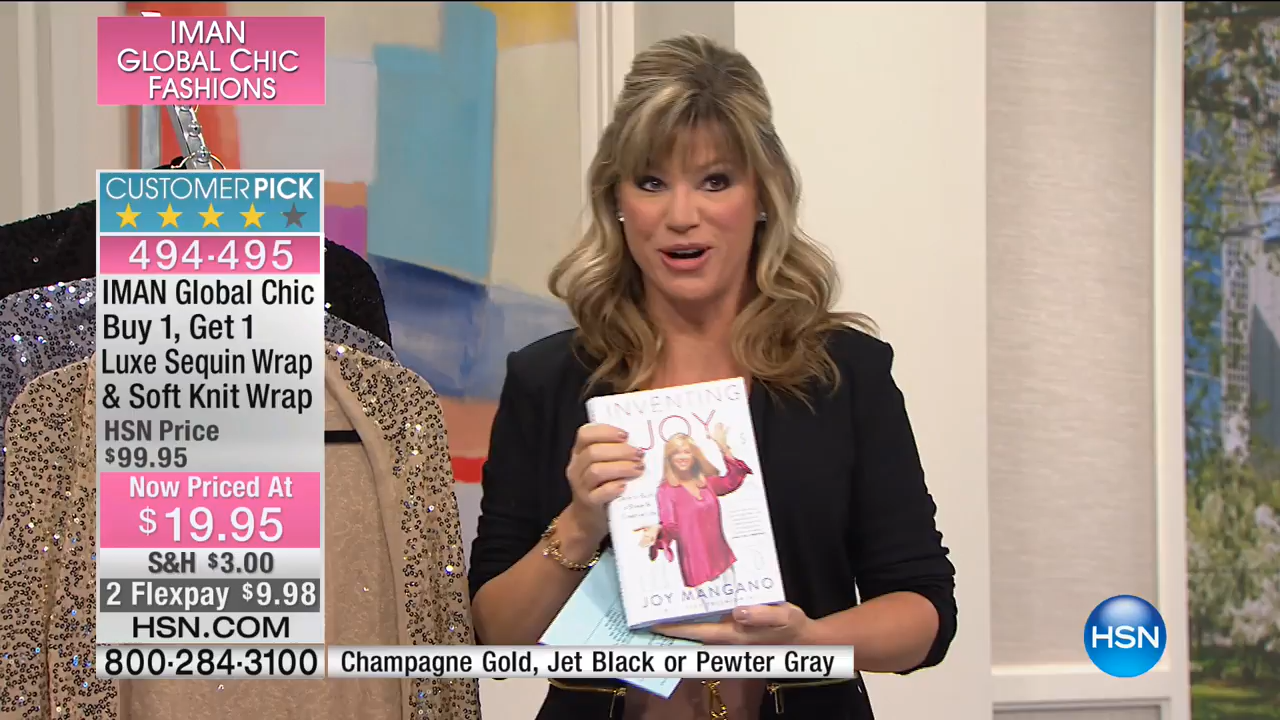 IMAN
GLOBAL CHIC
FASHIONS
CUSTOMER PICK
494·495
IMAN Global Chic
Buy 1, Get 1
Luxe Sequin Wrap
& Soft Knit Wrap
HSN Price
$99.95
Now Priced At
$19.95
S&H $3.00
2 Flexpay $9.98
HSN.COM
800·284·3100
Champagne Gold, Jet Black or Pewter Gray
INVENTING
JOY
JOY MANGANO
HSN